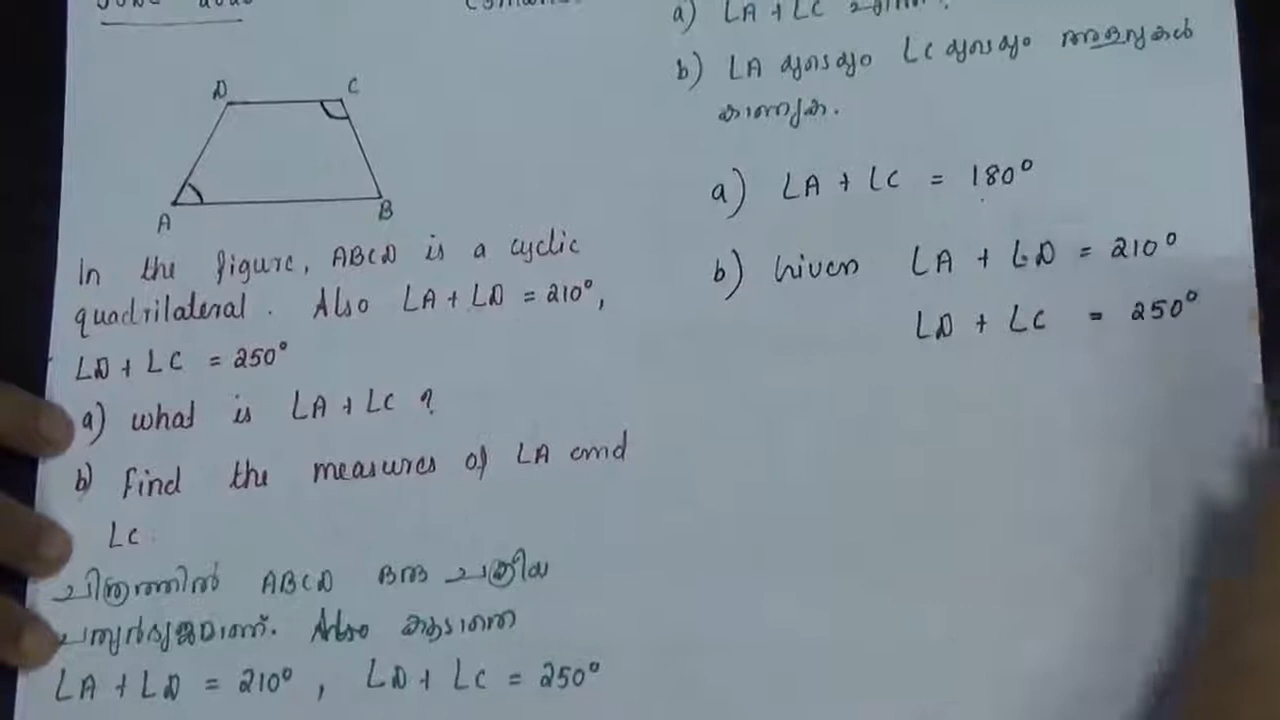 D
C
A
B
In the figure, ABCD is a cyclic
quadrilateral. Also ∠A + ∠D = 210°,
∠D + ∠C = 250°
a) what is ∠A + ∠C ?
b) Find the measures of ∠A and
∠C.
ചിത്രത്തിൽ ABCD ഒരു ചക്രീയ
ചതുർഭുജമാണ്. Also കൂടാതെ
∠A + ∠D = 210°, ∠D + ∠C = 250°
a) ∠A + ∠C
b) ∠A യുടെയും ∠C യുടെയും അളവുകൾ
കാണുക.
a) ∠A + ∠C = 180°
b) Given ∠A + ∠D = 210°
∠D + ∠C = 250°